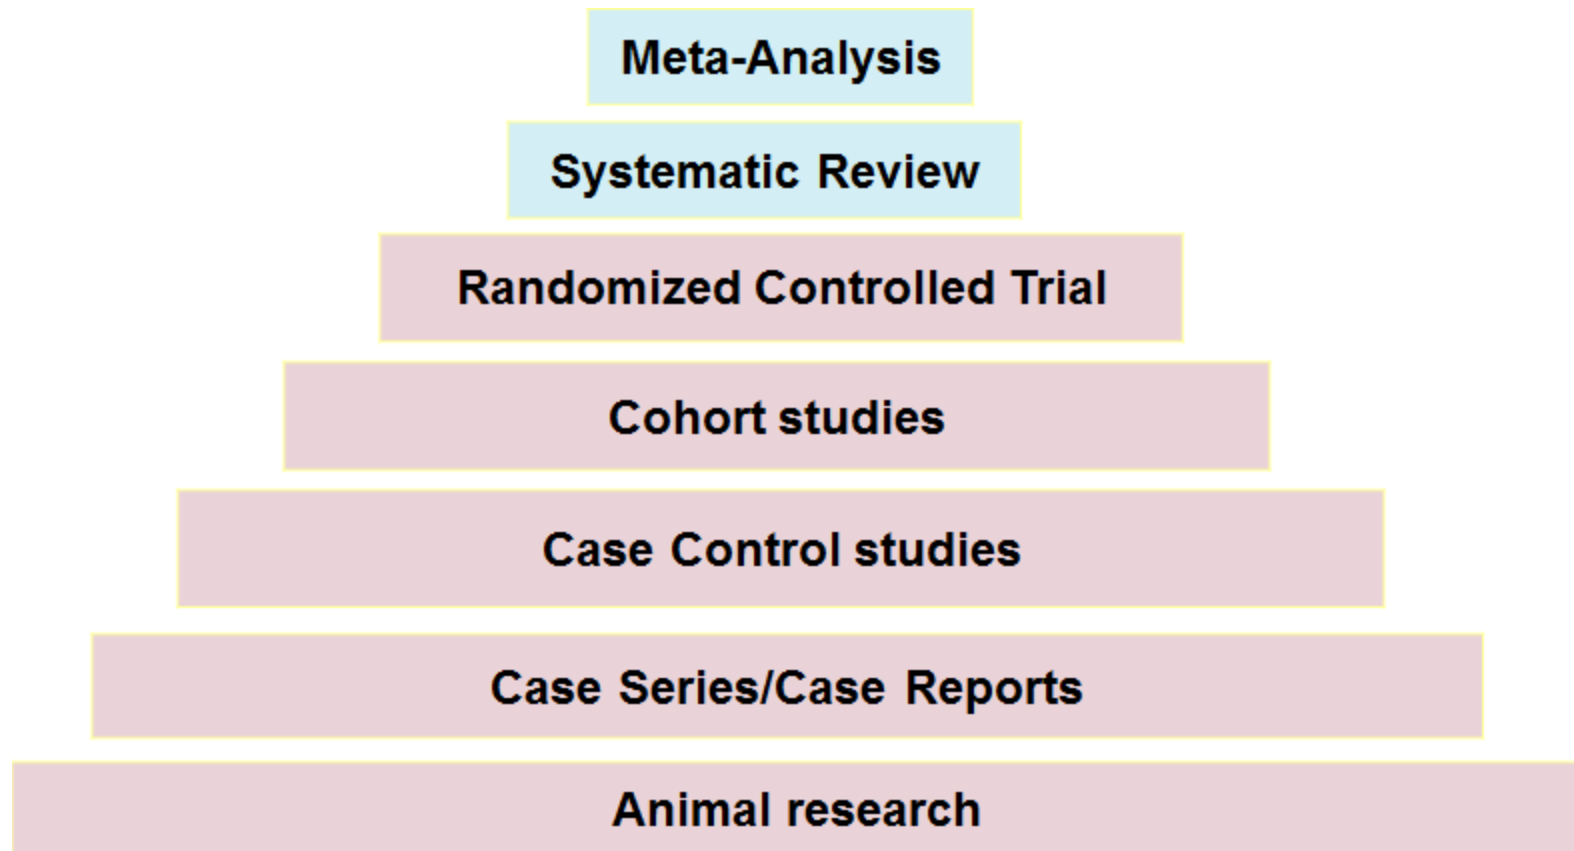 Meta-Analysis
Systematic Review
Randomized Controlled Trial
Cohort studies
Case Control studies
Case Series/Case Reports
Animal research